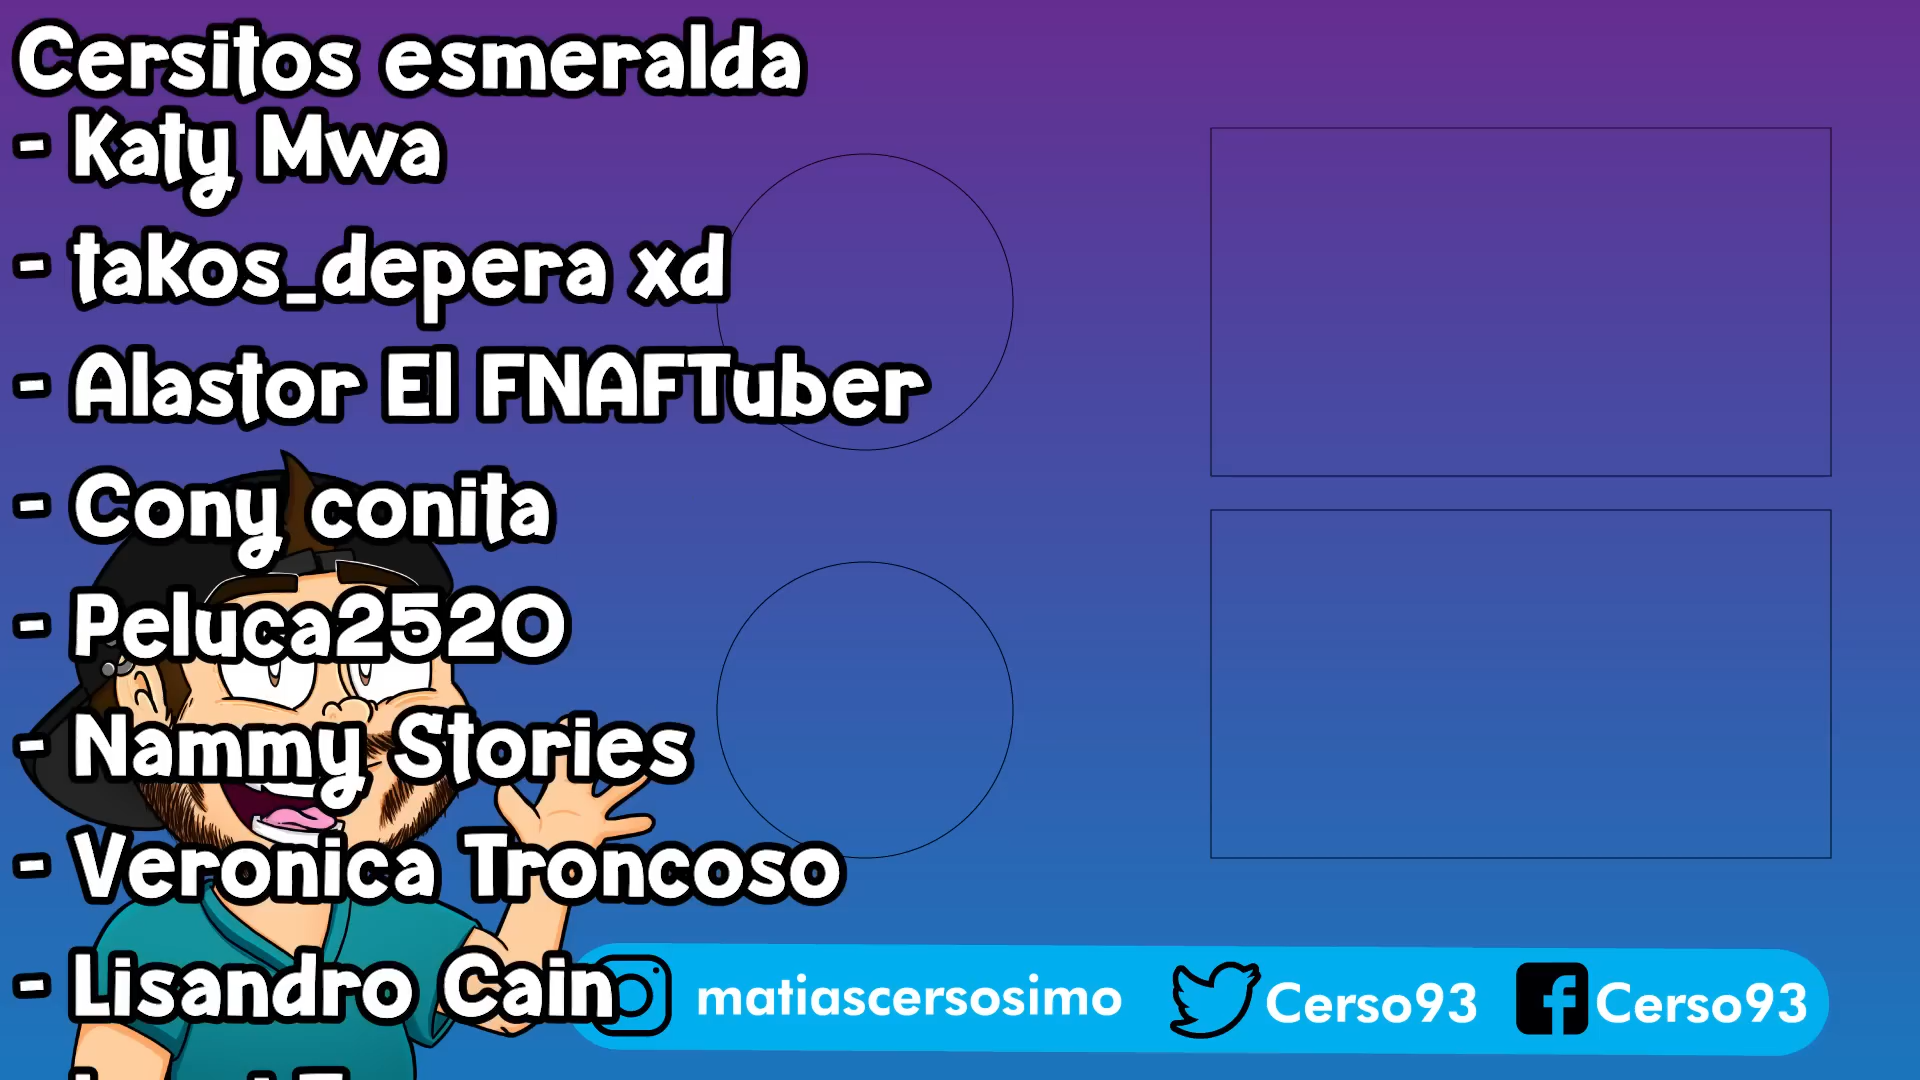 Cersitos esmeralda
- Katy Mwa
- takos_depera xd
- Alastor El FNAFTuber
- Cony conita
- Peluca2520
- Nammy Stories
- Veronica Troncoso
- Lisandro Cain
matiascersosimo Cerso93 Cerso93